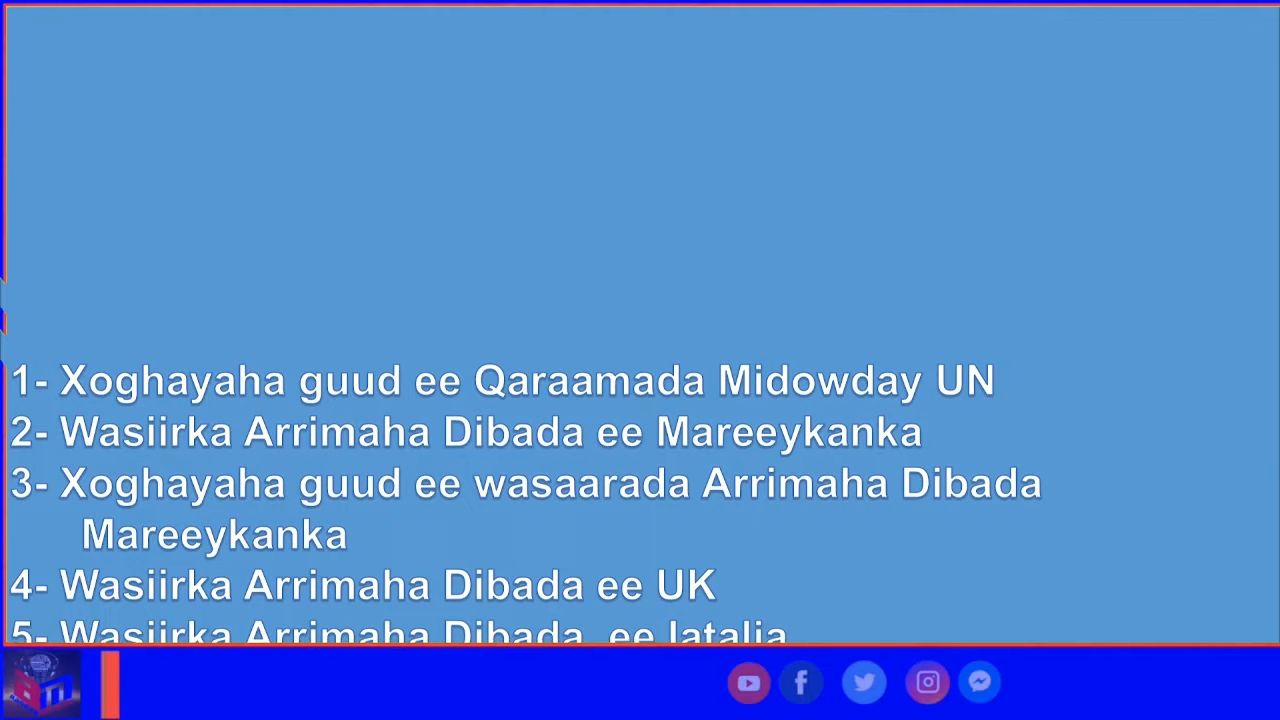 1- Xoghayaha guud ee Qaraamada Midowday UN
2- Wasiirka Arrimaha Dibada ee Mareeykanka
3- Xoghayaha guud ee wasaarada Arrimaha Dibada
Mareeykanka
4- Wasiirka Arrimaha Dibada ee UK
5- Wasiirka Arrimaha Dibada ee Iatalia